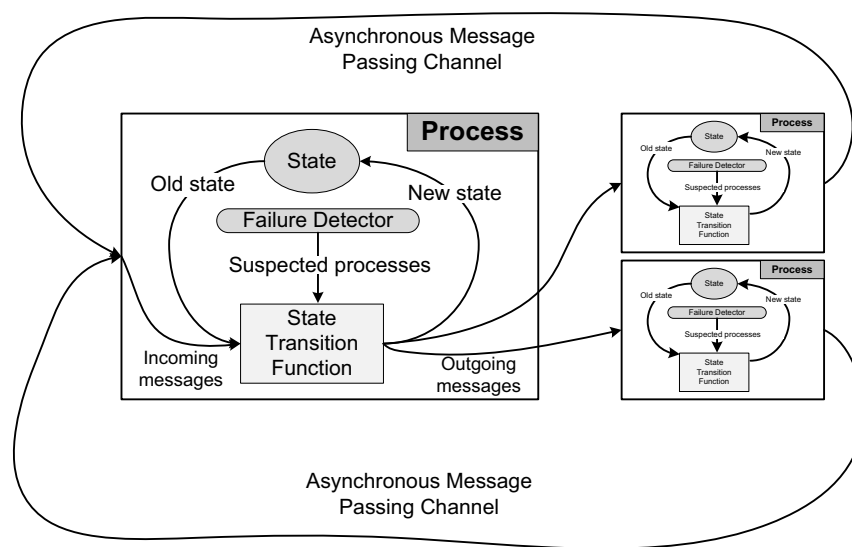 Asynchronous Message
Passing Channel
Process
State
Old state
New state
Failure Detector
Suspected processes
State
Transition
Function
Incoming
messages
Outgoing
messages
Process
State
Old state
New state
Failure Detector
Suspected processes
State
Transition
Function
Process
State
Old state
New state
Failure Detector
Suspected processes
State
Transition
Function
Asynchronous Message
Passing Channel